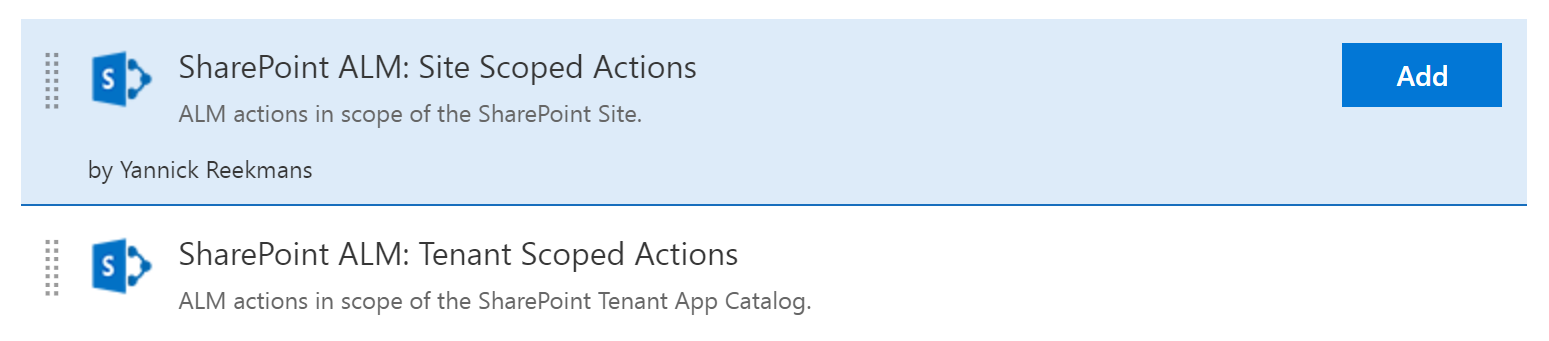 SharePoint ALM: Site Scoped Actions
Add
ALM actions in scope of the SharePoint Site.
by Yannick Reekmans
SharePoint ALM: Tenant Scoped Actions
ALM actions in scope of the SharePoint Tenant App Catalog.